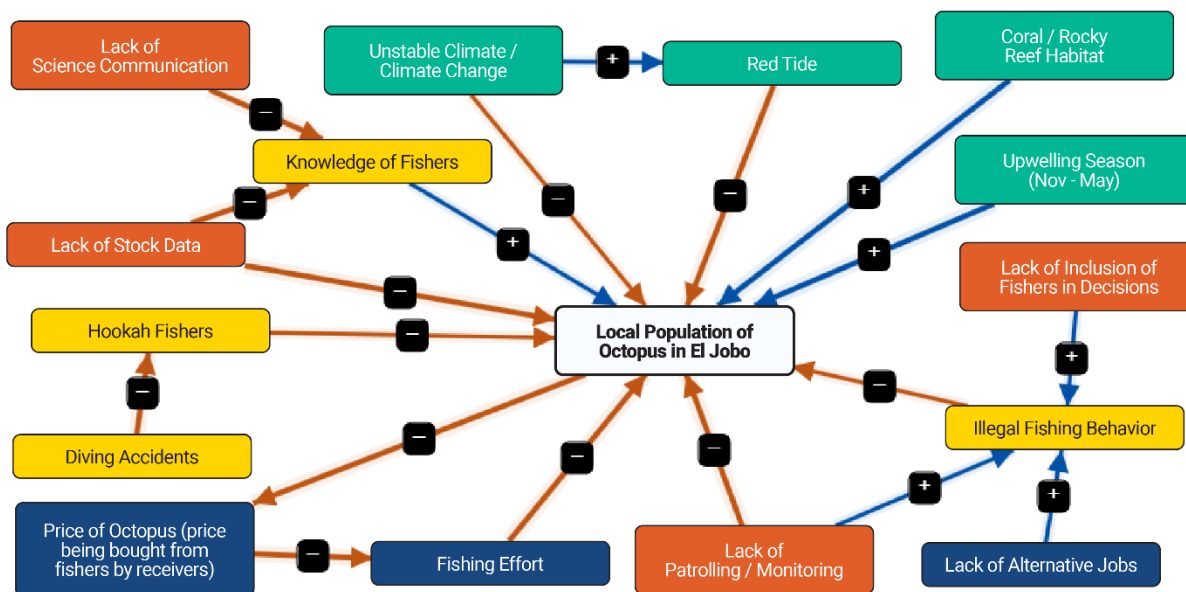 Lack of
Science Communication
Unstable Climate /
Climate Change
+
Red Tide
Coral / Rocky
Reef Habitat
−
Knowledge of Fishers
Upwelling Season
(Nov - May)
−
−
−
+
Lack of Stock Data
+
+
Lack of Inclusion of
Fishers in Decisions
−
Hookah Fishers
−
Local Population of
Octopus in El Jobo
+
−
−
Diving Accidents
−
−
−
Illegal Fishing Behavior
Price of Octopus (price
being bought from
fishers by receivers)
−
Fishing Effort
Lack of
Patrolling / Monitoring
+
+
Lack of Alternative Jobs